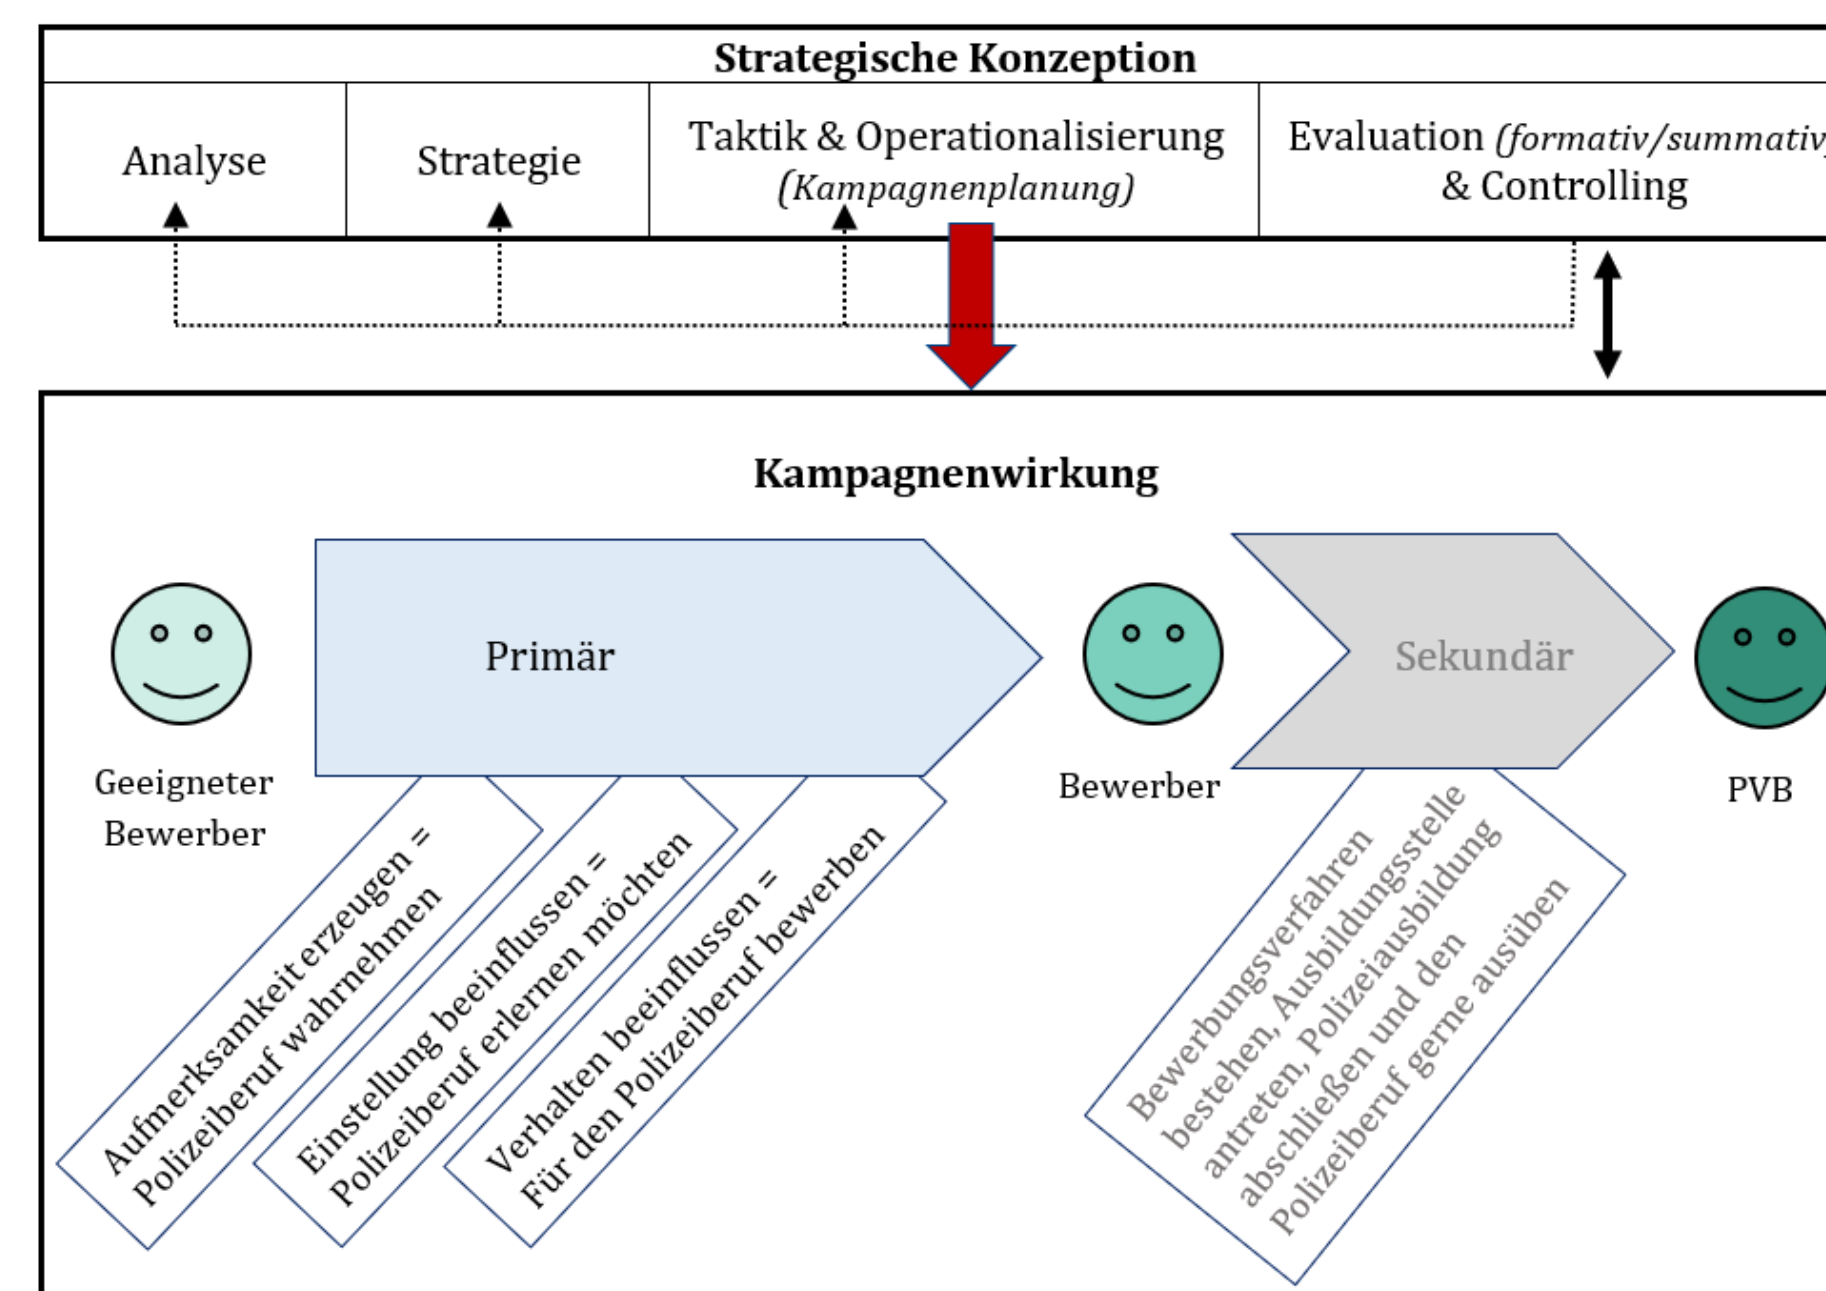 Strategische Konzeption
Analyse
Strategie
Taktik & Operationalisierung
(Kampagnenplanung)
Evaluation (formativ/summativ)
& Controlling
Kampagnenwirkung
Primär
Sekundär
Geeigneter
Bewerber
Bewerber
PVB
Aufmerksamkeit erzeugen =
Polizeiberuf wahrnehmen
Einstellung beeinflussen =
Polizeiberuf erlernen möchten
Verhalten beeinflussen =
Für den Polizeiberuf bewerben
Bewerbungsverfahren
bestehen, Ausbildungsstelle
antreten, Polizeiausbildung
abschließen und den
Polizeiberuf gerne ausüben